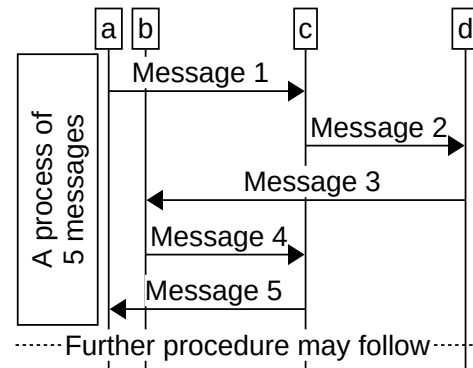 a b c d
Message 1
Message 2
Message 3
Message 4
Message 5
A process of
5 messages
Further procedure may follow